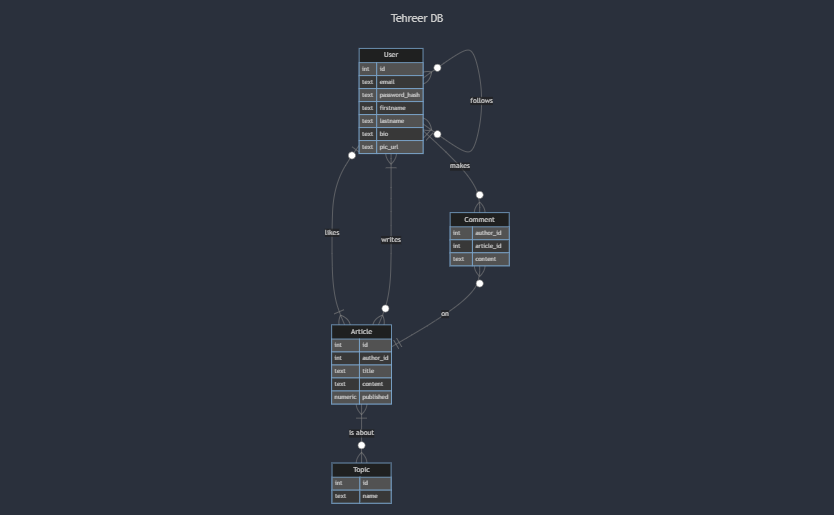 Tehreer DB
User
int id
text email
text password_hash
text firstname
text lastname
text bio
text pic_url
follows
makes
likes
writes
Comment
int author_id
int article_id
text content
on
Article
int id
int author_id
text title
text content
numeric published
is about
Topic
int id
text name